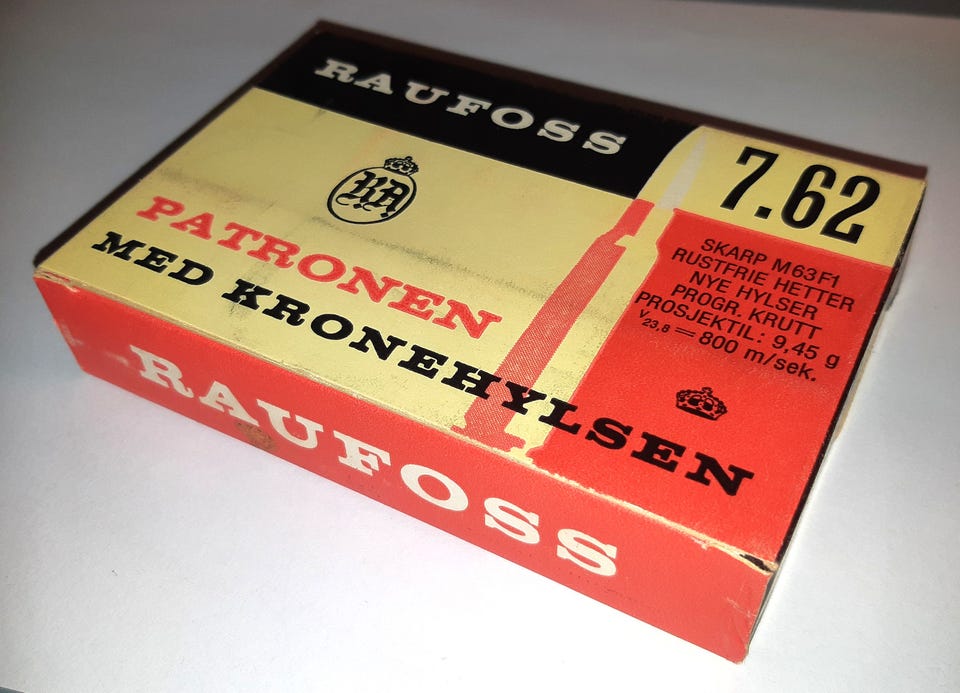 RAUFOSS
7.62
RA
PATRONEN
MED KRONEHYLSEN
SKARP M63F1
RUSTFRIE HETTER
NYE HYLSER
PROGR. KRUTT
PROSJEKTIL: 9,45 g
V23,8 = 800 m/sek.
RAUFOSS